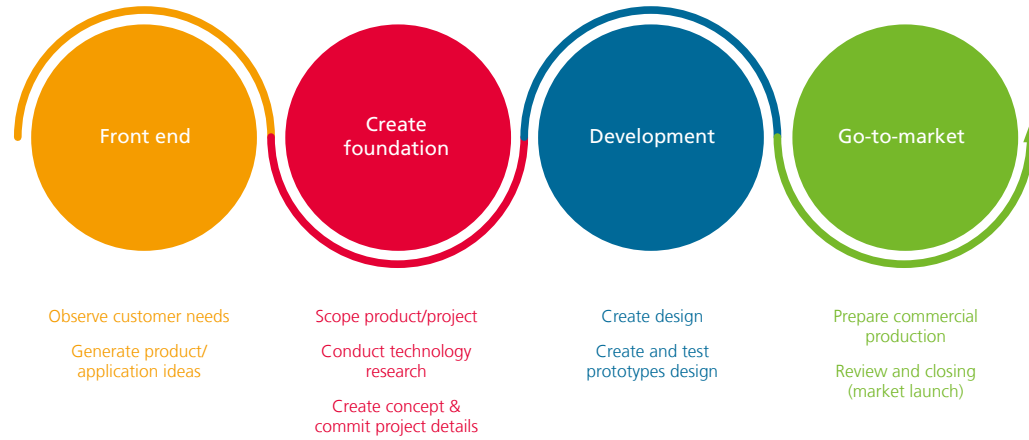 Front end
Create
foundation
Development
Go-to-market
Observe customer needs
Generate product/
application ideas
Scope product/project
Conduct technology
research
Create concept &
commit project details
Create design
Create and test
prototypes design
Prepare commercial
production
Review and closing
(market launch)